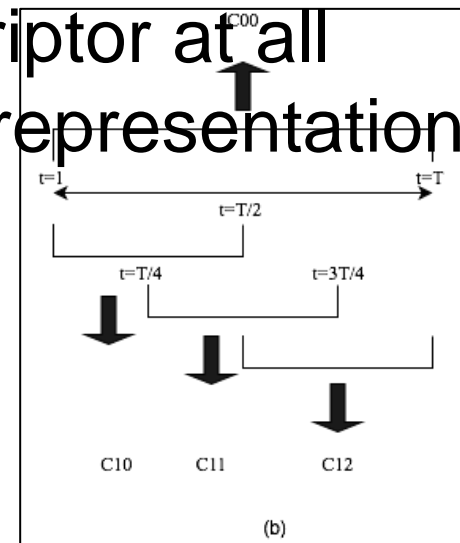 C00
riptor at all
representation
t=1 t=T
t=T/2
t=T/4 t=3T/4
C10 C11 C12
(b)